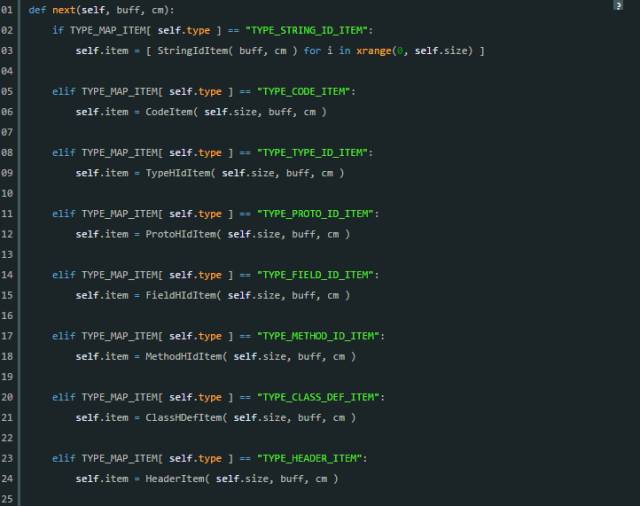 01 def next(self, buff, cm):
02     if TYPE_MAP_ITEM[ self.type ] == "TYPE_STRING_ID_ITEM":
03         self.item = [ StringIdItem( buff, cm ) for i in xrange(0, self.size) ]
04
05     elif TYPE_MAP_ITEM[ self.type ] == "TYPE_CODE_ITEM":
06         self.item = CodeItem( self.size, buff, cm )
07
08     elif TYPE_MAP_ITEM[ self.type ] == "TYPE_TYPE_ID_ITEM":
09         self.item = TypeHIdItem( self.size, buff, cm )
10
11     elif TYPE_MAP_ITEM[ self.type ] == "TYPE_PROTO_ID_ITEM":
12         self.item = ProtoHIdItem( self.size, buff, cm )
13
14     elif TYPE_MAP_ITEM[ self.type ] == "TYPE_FIELD_ID_ITEM":
15         self.item = FieldHIdItem( self.size, buff, cm )
16
17     elif TYPE_MAP_ITEM[ self.type ] == "TYPE_METHOD_ID_ITEM":
18         self.item = MethodHIdItem( self.size, buff, cm )
19
20     elif TYPE_MAP_ITEM[ self.type ] == "TYPE_CLASS_DEF_ITEM":
21         self.item = ClassHDefItem( self.size, buff, cm )
22
23     elif TYPE_MAP_ITEM[ self.type ] == "TYPE_HEADER_ITEM":
24         self.item = HeaderItem( self.size, buff, cm )
25